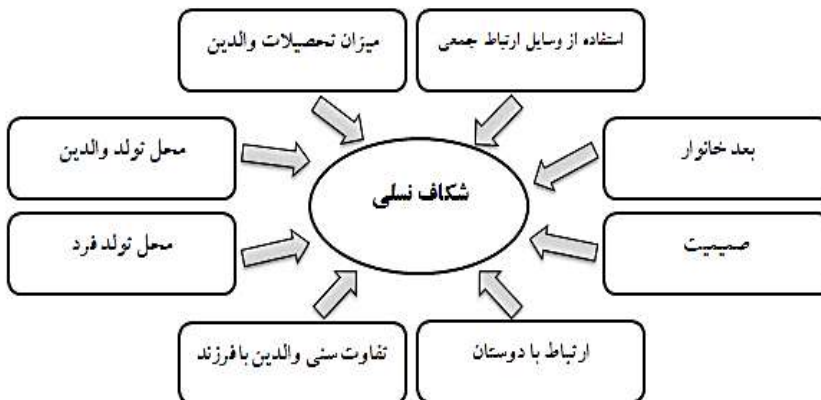 استفاده از وسایل ارتباط جمعی
میزان تحصیلات والدین
بعد خانوار
محل تولد والدین
شکاف نسلی
صمیمیت
محل تولد فرد
ارتباط با دوستان
تفاوت سنی والدین با فرزند